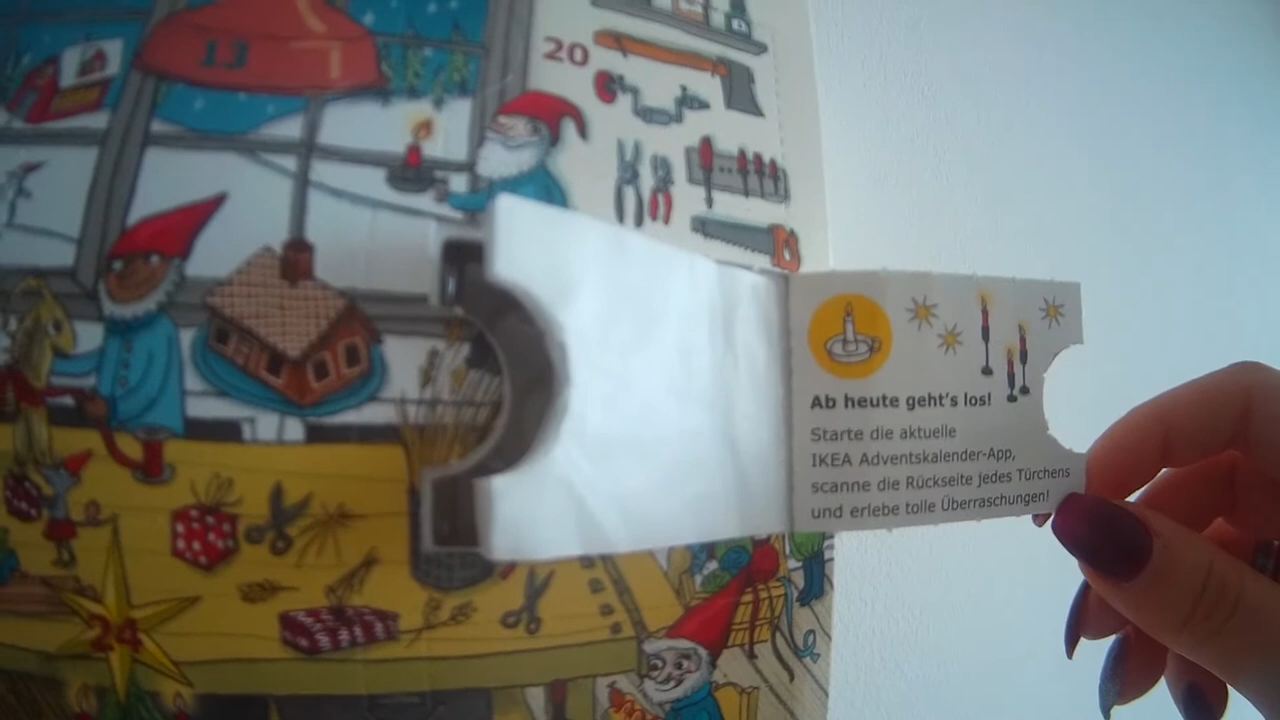 13
20
Ab heute geht's los!
Starte die aktuelle
IKEA Adventskalender-App,
scanne die Rückseite jedes Türchens
und erlebe tolle Überraschungen!
24